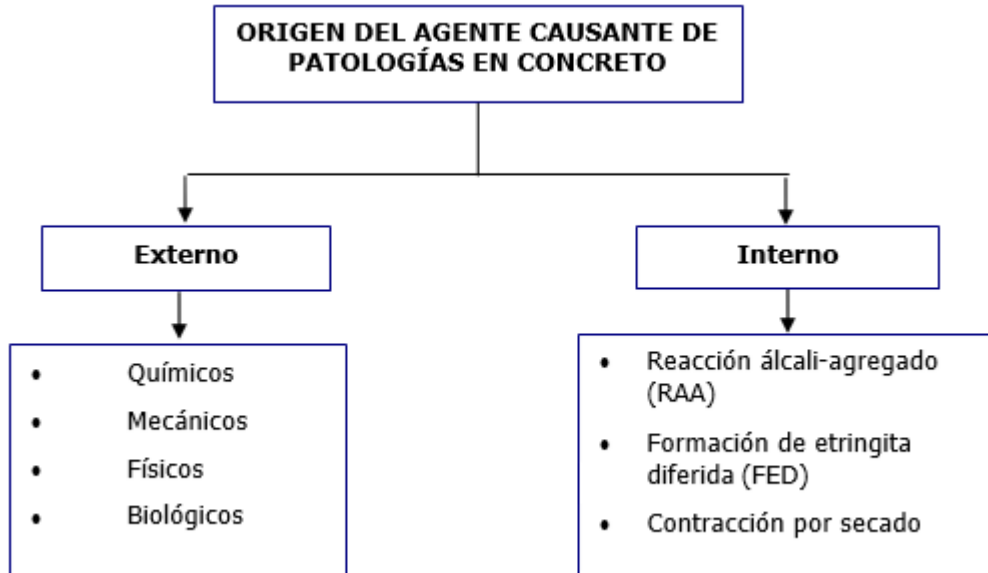 ORIGEN DEL AGENTE CAUSANTE DE
PATOLOGÍAS EN CONCRETO
Externo
Interno
• Químicos
• Mecánicos
• Físicos
• Biológicos
• Reacción álcali-agregado
(RAA)
• Formación de etringita
diferida (FED)
• Contracción por secado